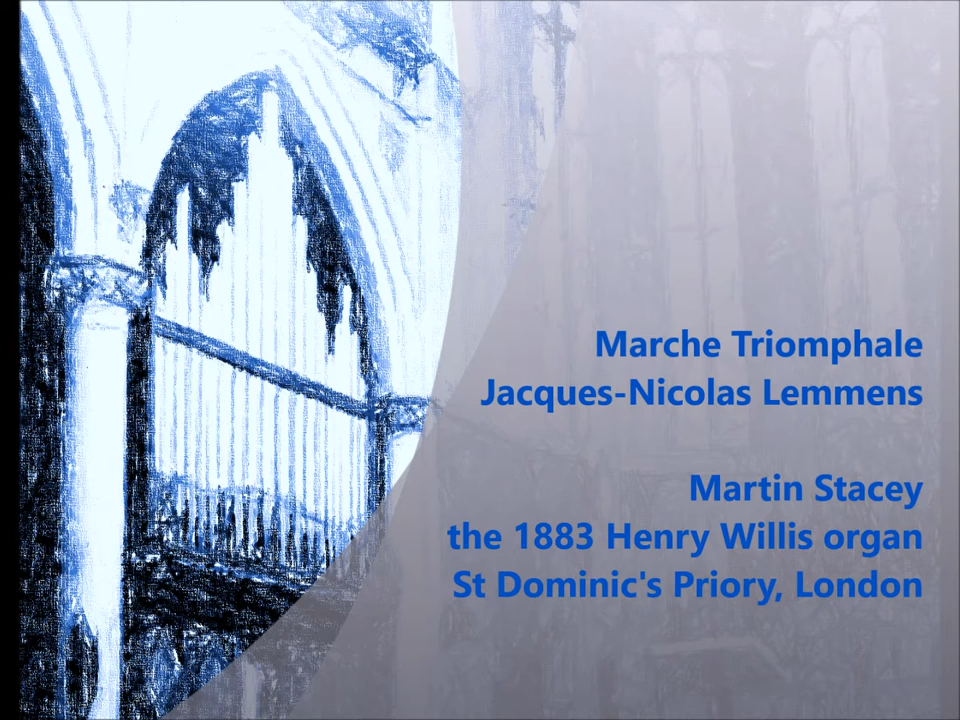 Marche Triomphale
Jacques-Nicolas Lemmens
Martin Stacey
the 1883 Henry Willis organ
St Dominic's Priory, London